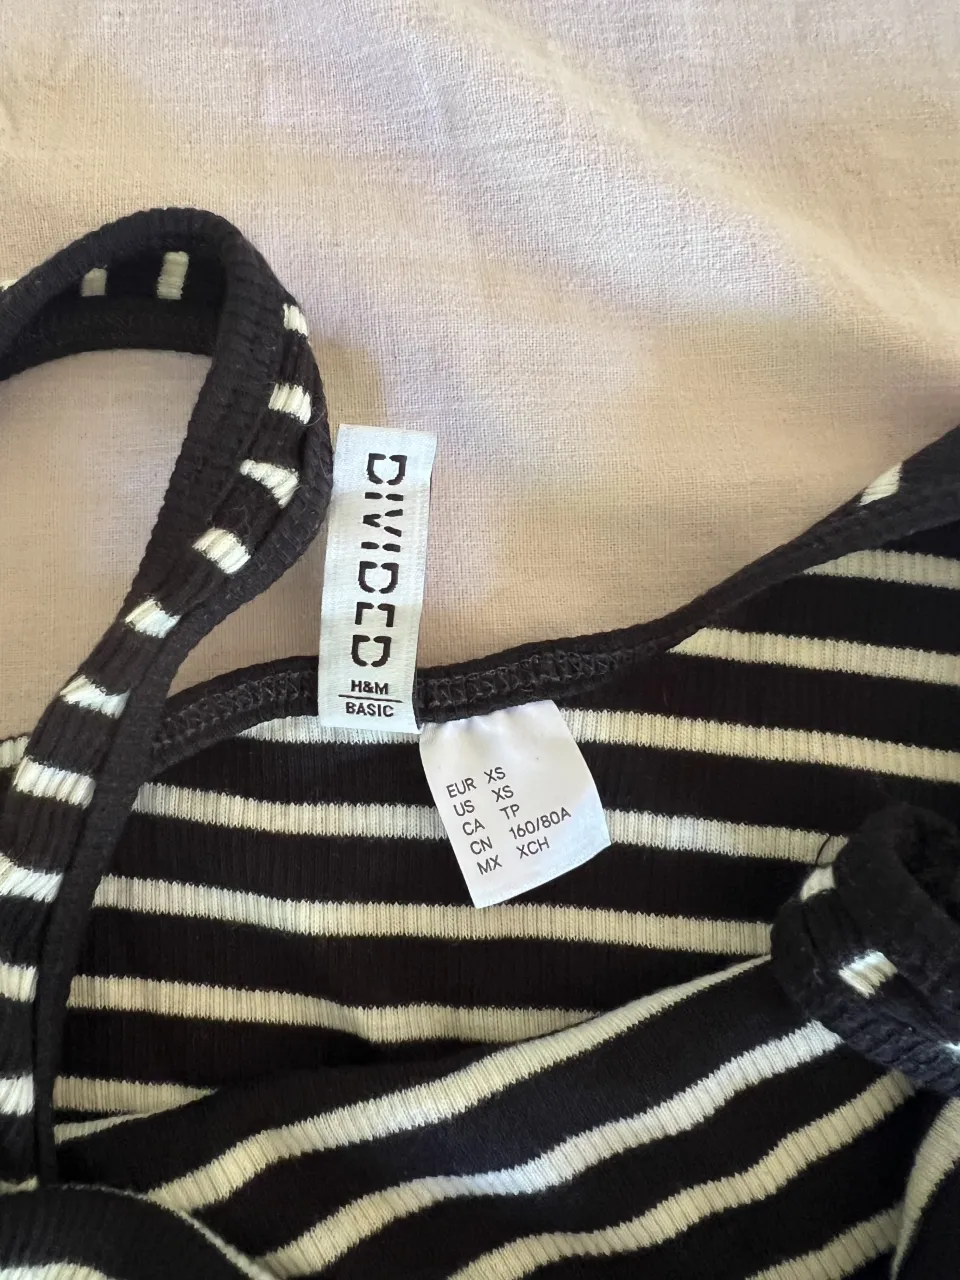 DIVIDED
H&M
BASIC
EUR XS
US XS
CA TP
CN 160/80A
MX XCH